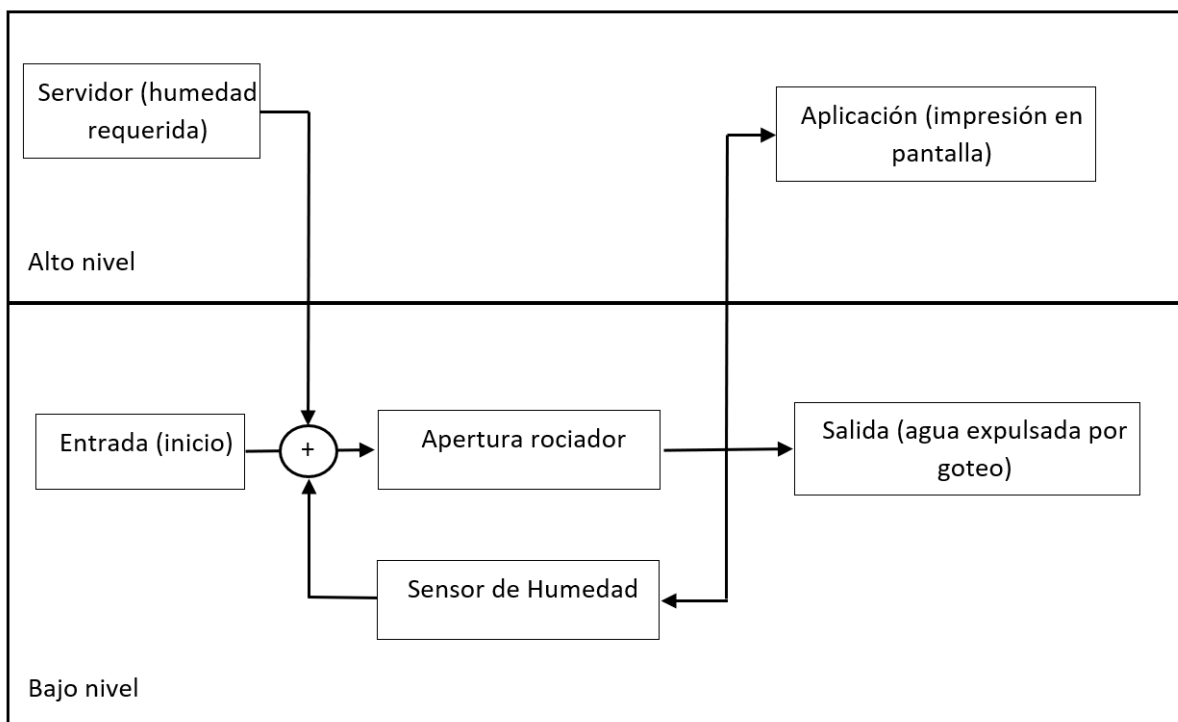 Servidor (humedad
requerida)
Aplicación (impresión en
pantalla)
Alto nivel
Entrada (inicio)
+
Apertura rociador
Salida (agua expulsada por
goteo)
Sensor de Humedad
Bajo nivel